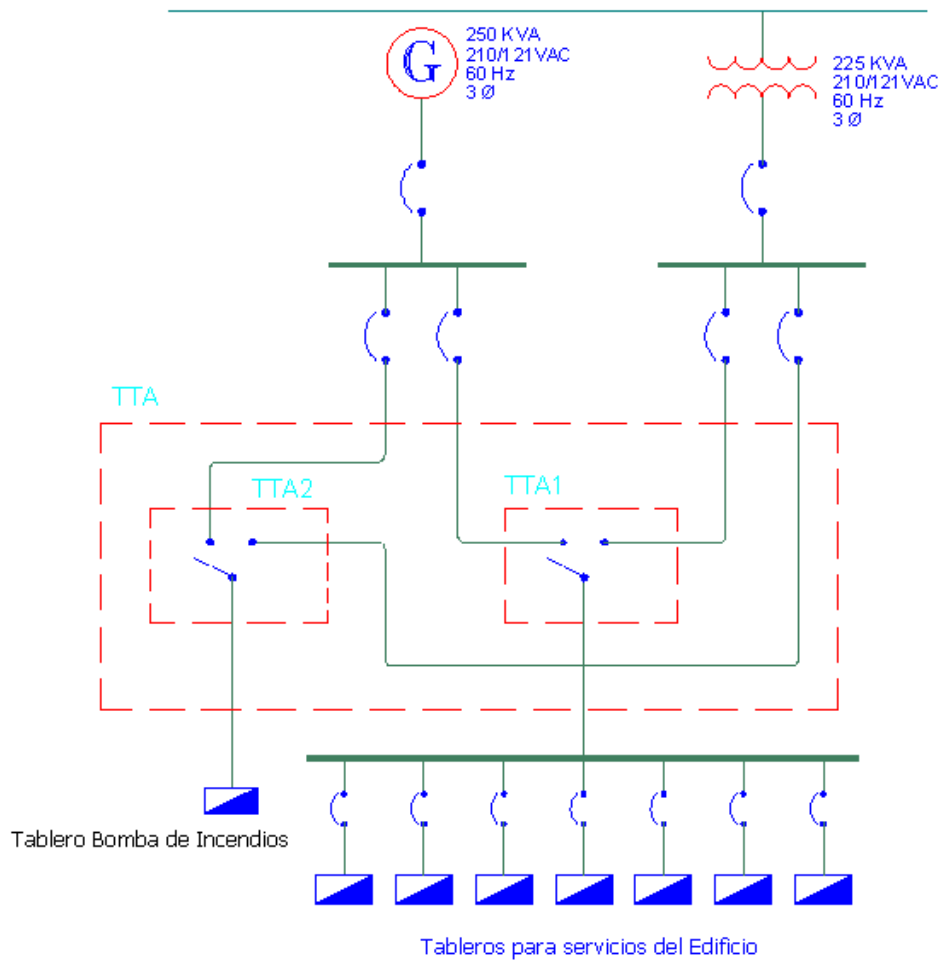 G
250 KVA
210/121VAC
60 Hz
3 Ø
225 KVA
210/121VAC
60 Hz
3 Ø
TTA
TTA2
TTA1
Tablero Bomba de Incendios
Tableros para servicios del Edificio